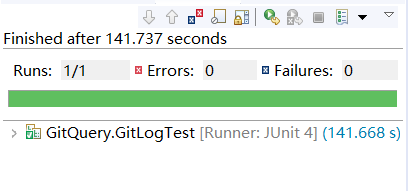 Finished after 141.737 seconds
Runs: 1/1 Errors: 0 Failures: 0
GitQuery.GitLogTest [Runner: JUnit 4] (141.668 s)